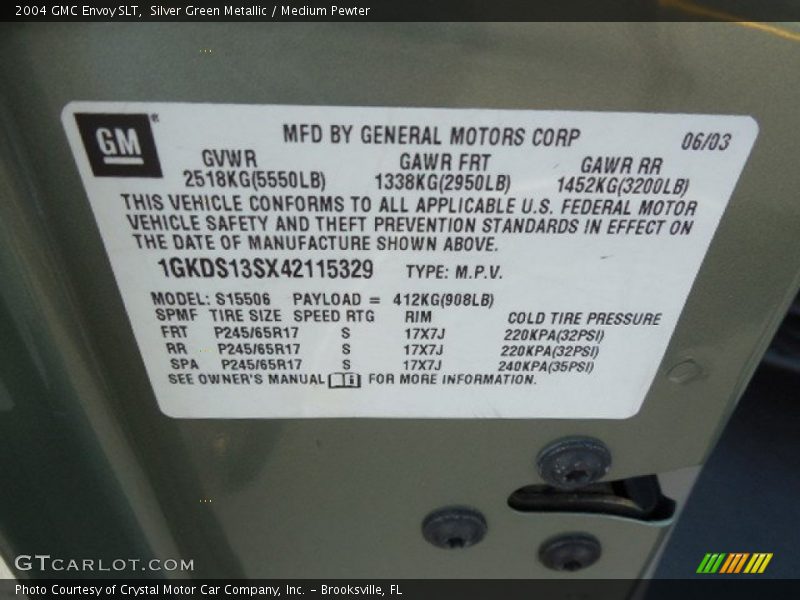 2004 GMC Envoy SLT,  Silver Green Metallic / Medium Pewter
GM®
MFD BY GENERAL MOTORS CORP 06/03
GVWR GAWR FRT GAWR RR
2518KG(5550LB) 1338KG(2950LB) 1452KG(3200LB)
THIS VEHICLE CONFORMS TO ALL APPLICABLE U.S. FEDERAL MOTOR
VEHICLE SAFETY AND THEFT PREVENTION STANDARDS IN EFFECT ON
THE DATE OF MANUFACTURE SHOWN ABOVE.
1GKDS13SX42115329 TYPE: M.P.V.
MODEL: S15506 PAYLOAD = 412KG(908LB)
SPMF TIRE SIZE SPEED RTG RIM COLD TIRE PRESSURE
FRT P245/65R17 S 17X7J 220KPA(32PSI)
RR P245/65R17 S 17X7J 220KPA(32PSI)
SPA P245/65R17 S 17X7J 240KPA(35PSI)
SEE OWNER'S MANUAL FOR MORE INFORMATION.
GTCARLOT.COM
Photo Courtesy of Crystal Motor Car Company, Inc. - Brooksville, FL